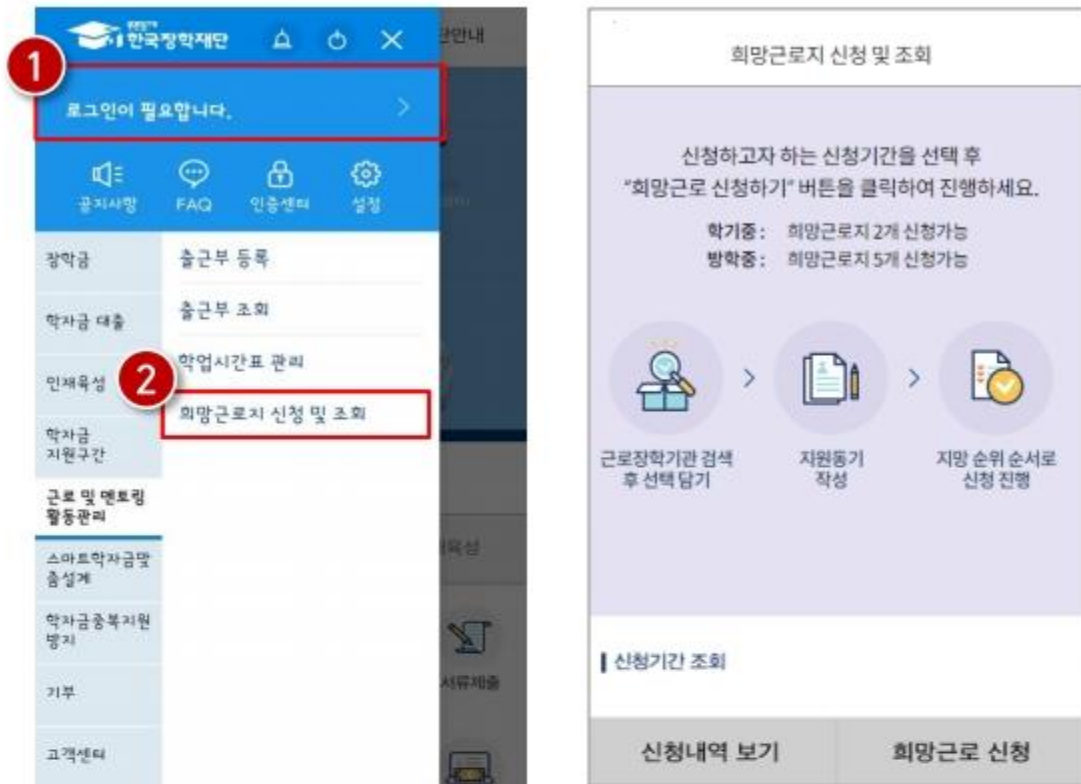 한국장학재단
단안내
1
로그인이 필요합니다.
공지사항
FAQ
인증센터
설정
장학금
출근부 등록
학자금 대출
출근부 조회
인재육성
2
학업시간표 관리
희망근로지 신청 및 조회
학자금
지원구간
근로 및 멘토링
활동관리
스마트학자금맞
춤설계
학자금중복지원
방지
기부
고객센터
육성
서류제출
희망근로지 신청 및 조회
신청하고자 하는 신청기간을 선택 후
“희망근로 신청하기” 버튼을 클릭하여 진행하세요.
학기중 : 희망근로지 2개 신청가능
방학중 : 희망근로지 5개 신청가능
근로장학기관 검색
후 선택 담기
지원동기
작성
지망 순위 순서로
신청 진행
신청기간 조회
신청내역 보기
희망근로 신청